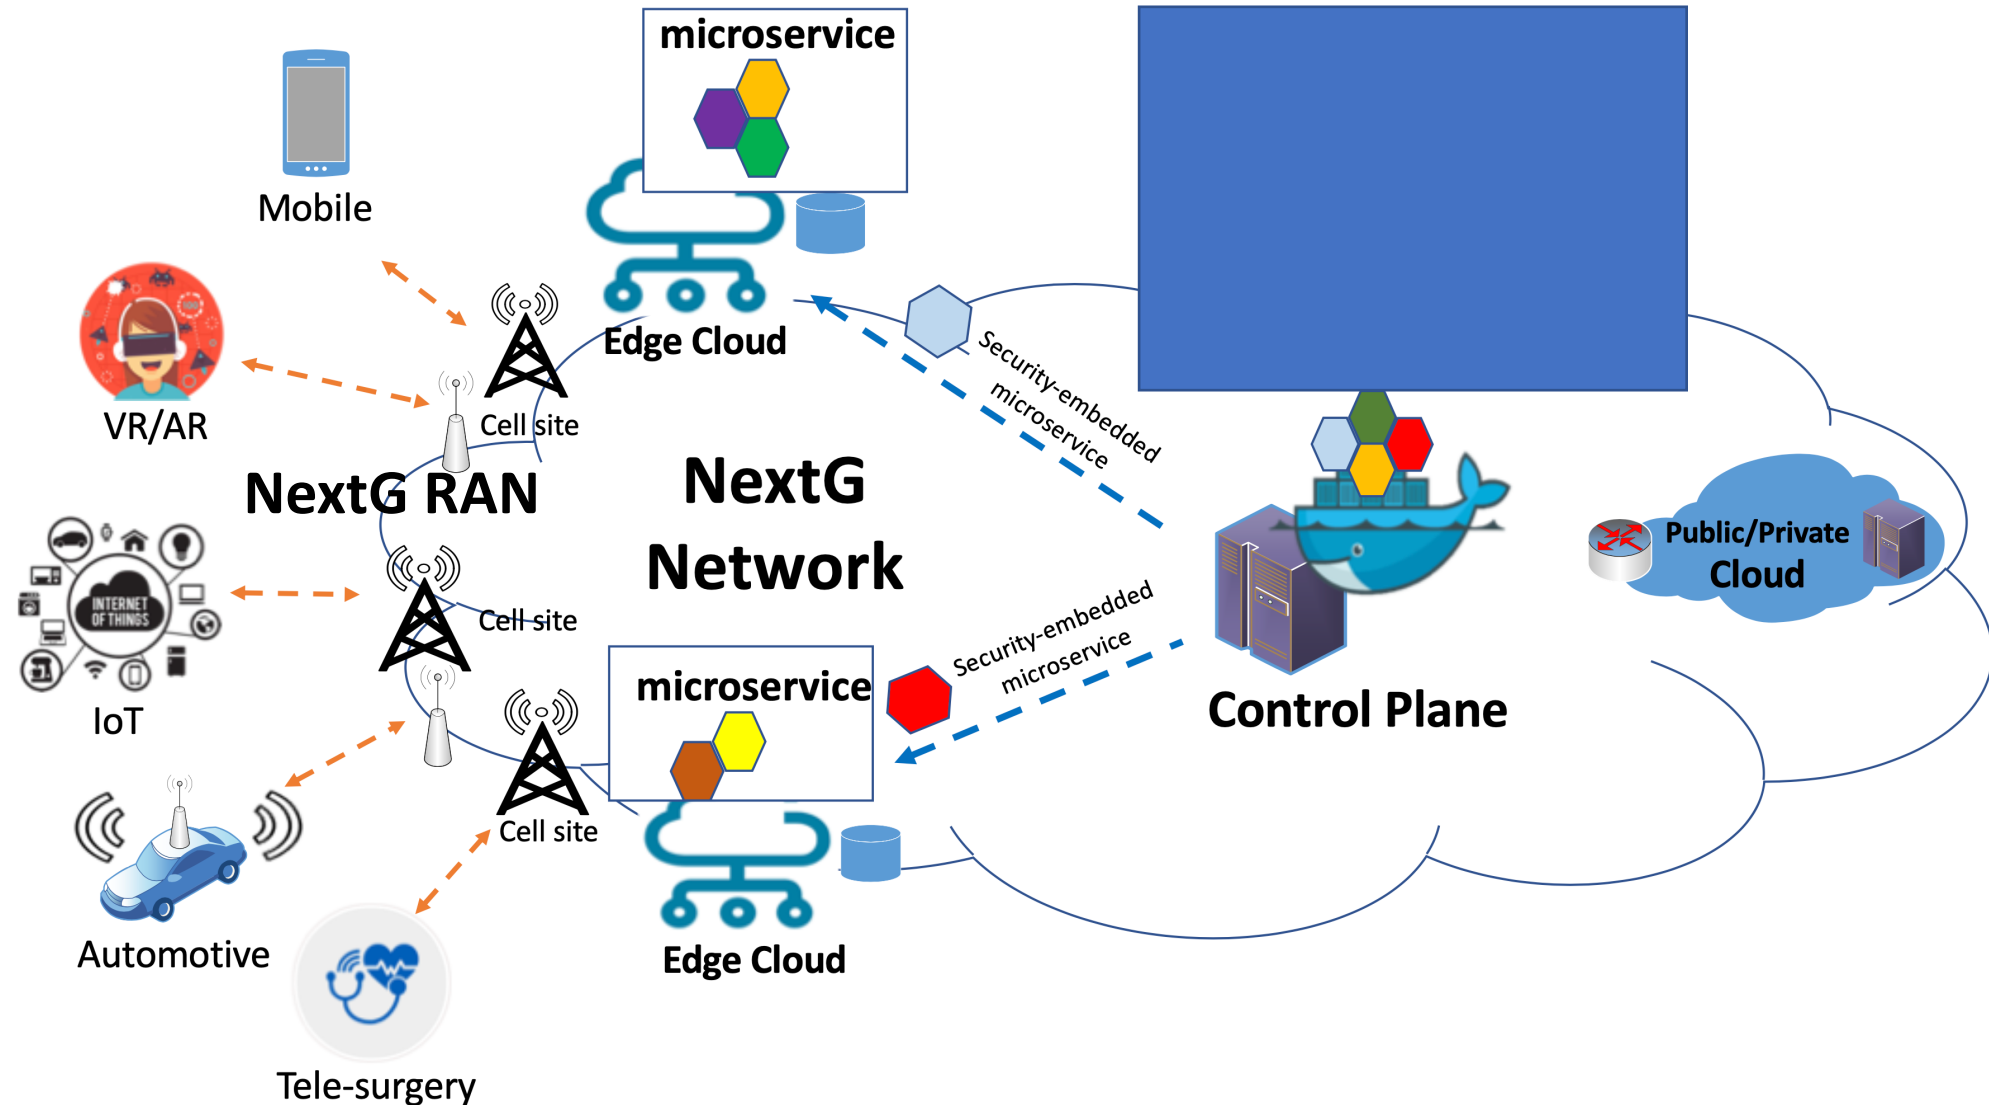 microservice
Mobile
Edge Cloud
Security-embedded
microservice
VR/AR
Cell site
NextG RAN
NextG
Network
Public/Private
Cloud
INTERNET
OF THINGS
Cell site
Security-embedded
microservice
IoT
microservice
Control Plane
Cell site
Automotive
Edge Cloud
Tele-surgery